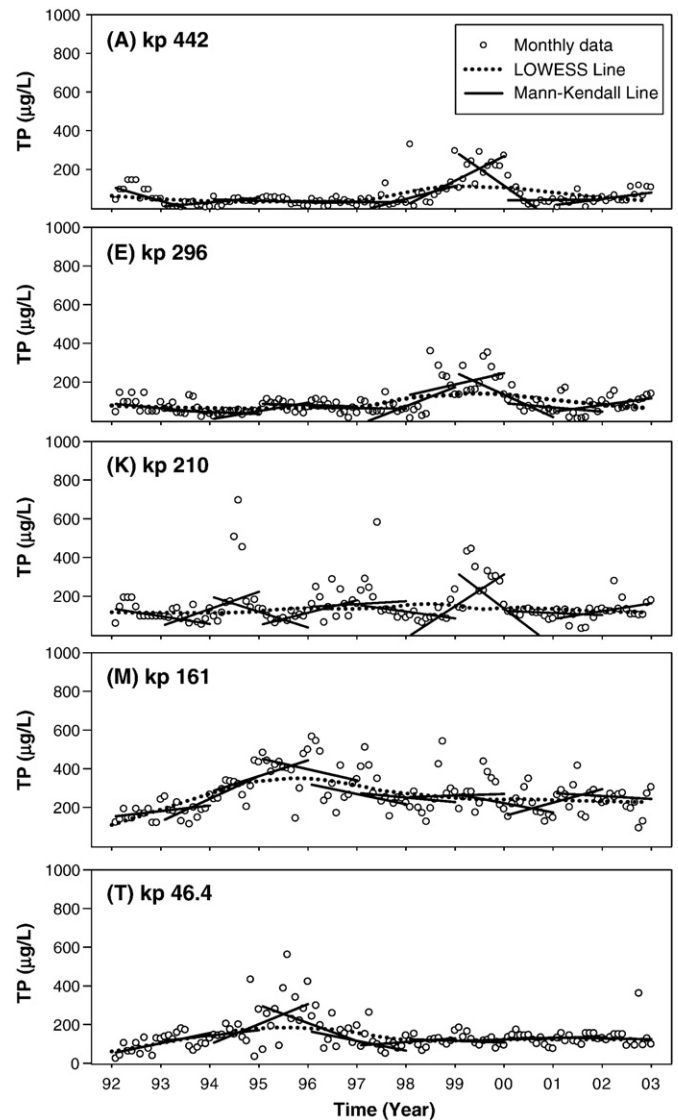 1000
(A) kp 442
Monthly data
LOWESS Line
Mann-Kendall Line
800
600
400
200
TP (µg/L)
1000
(E) kp 296
800
600
400
200
TP (µg/L)
1000
(K) kp 210
800
600
400
200
TP (µg/L)
1000
(M) kp 161
800
600
400
200
TP (µg/L)
1000
(T) kp 46.4
800
600
400
200
0
TP (µg/L)
92 93 94 95 96 97 98 99 00 01 02 03
Time (Year)